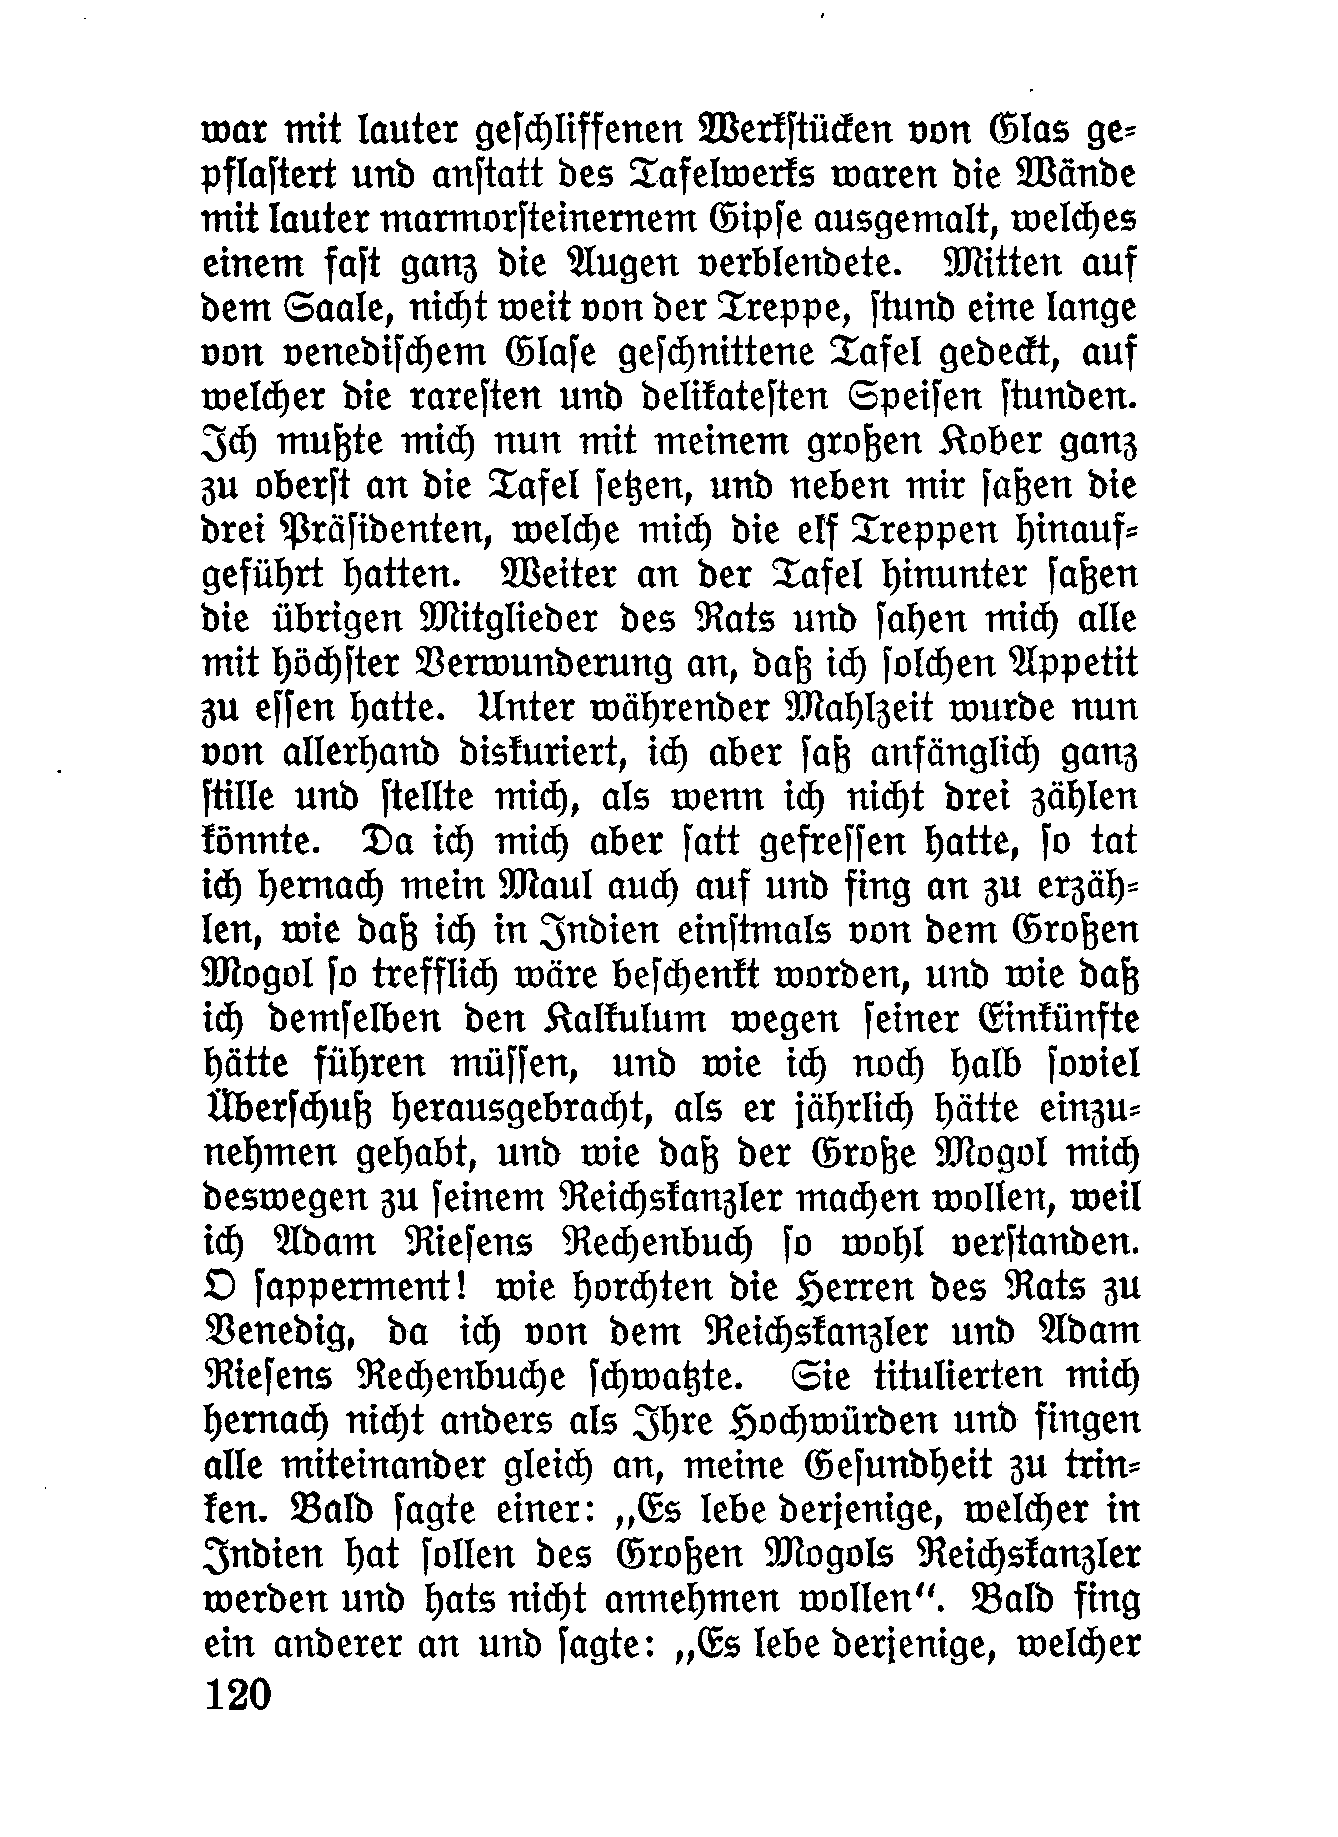 war mit lauter geſchliffenen Werkſtücken von Glas ge⸗
pflaſtert und anſtatt des Tafelwerks waren die Wände
mit lauter marmorſteinernem Gipſe ausgemalt, welches
einem faſt ganz die Augen verblendete. Mitten auf
dem Saale, nicht weit von der Treppe, ſtund eine lange
von venediſchem Glaſe geſchnittene Tafel gedeckt, auf
welcher die rareſten und delikateſten Speiſen ſtunden.
Ich mußte mich nun mit meinem großen Kober ganz
zu oberſt an die Tafel ſetzen, und neben mir ſaßen die
drei Präſidenten, welche mich die elf Treppen hinauf⸗
geführt hatten. Weiter an der Tafel hinunter ſaßen
die übrigen Mitglieder des Rats und ſahen mich alle
mit höchſter Verwunderung an, daß ich ſolchen Appetit
zu eſſen hatte. Unter währender Mahlzeit wurde nun
von allerhand diskuriert, ich aber ſaß anfänglich ganz
ſtille und ſtellte mich, als wenn ich nicht drei zählen
könnte. Da ich mich aber ſatt gefreſſen hatte, ſo tat
ich hernach mein Maul auch auf und fing an zu erzäh⸗
len, wie daß ich in Indien einſtmals von dem Großen
Mogol ſo trefflich wäre beſchenkt worden, und wie daß
ich demſelben den Kalkulum wegen ſeiner Einkünfte
hätte führen müſſen, und wie ich noch halb ſoviel
Überſchuß herausgebracht, als er jährlich hätte einzu⸗
nehmen gehabt, und wie daß der Große Mogol mich
deswegen zu ſeinem Reichskanzler machen wollen, weil
ich Adam Rieſens Rechenbuch ſo wohl verſtanden.
O ſapperment! wie horchten die Herren des Rats zu
Venedig, da ich von dem Reichskanzler und Adam
Rieſens Rechenbuche ſchwatzte. Sie titulierten mich
hernach nicht anders als Ihre Hochwürden und fingen
alle miteinander gleich an, meine Geſundheit zu trin⸗
ken. Bald ſagte einer: „Es lebe derjenige, welcher in
Indien hat ſollen des Großen Mogols Reichskanzler
werden und hats nicht annehmen wollen“. Bald fing
ein anderer an und ſagte: „Es lebe derjenige, welcher
120